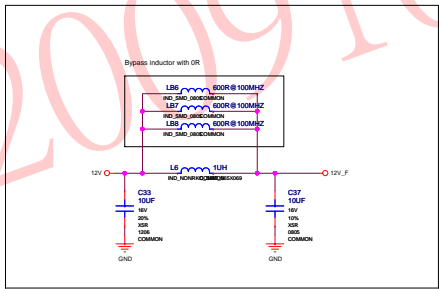 Bypass inductor with 0R
LB6 600R@100MHZ
IND_SMD_0805 COMMON
LB7 600R@100MHZ
IND_SMD_0805 COMMON
LB8 600R@100MHZ
IND_SMD_0805 COMMON
L6 1UH
12V
12V_F
C33
10UF
16V
20%
X5R
1206
COMMON
GND
C37
10UF
16V
10%
X5R
0805
COMMON
GND